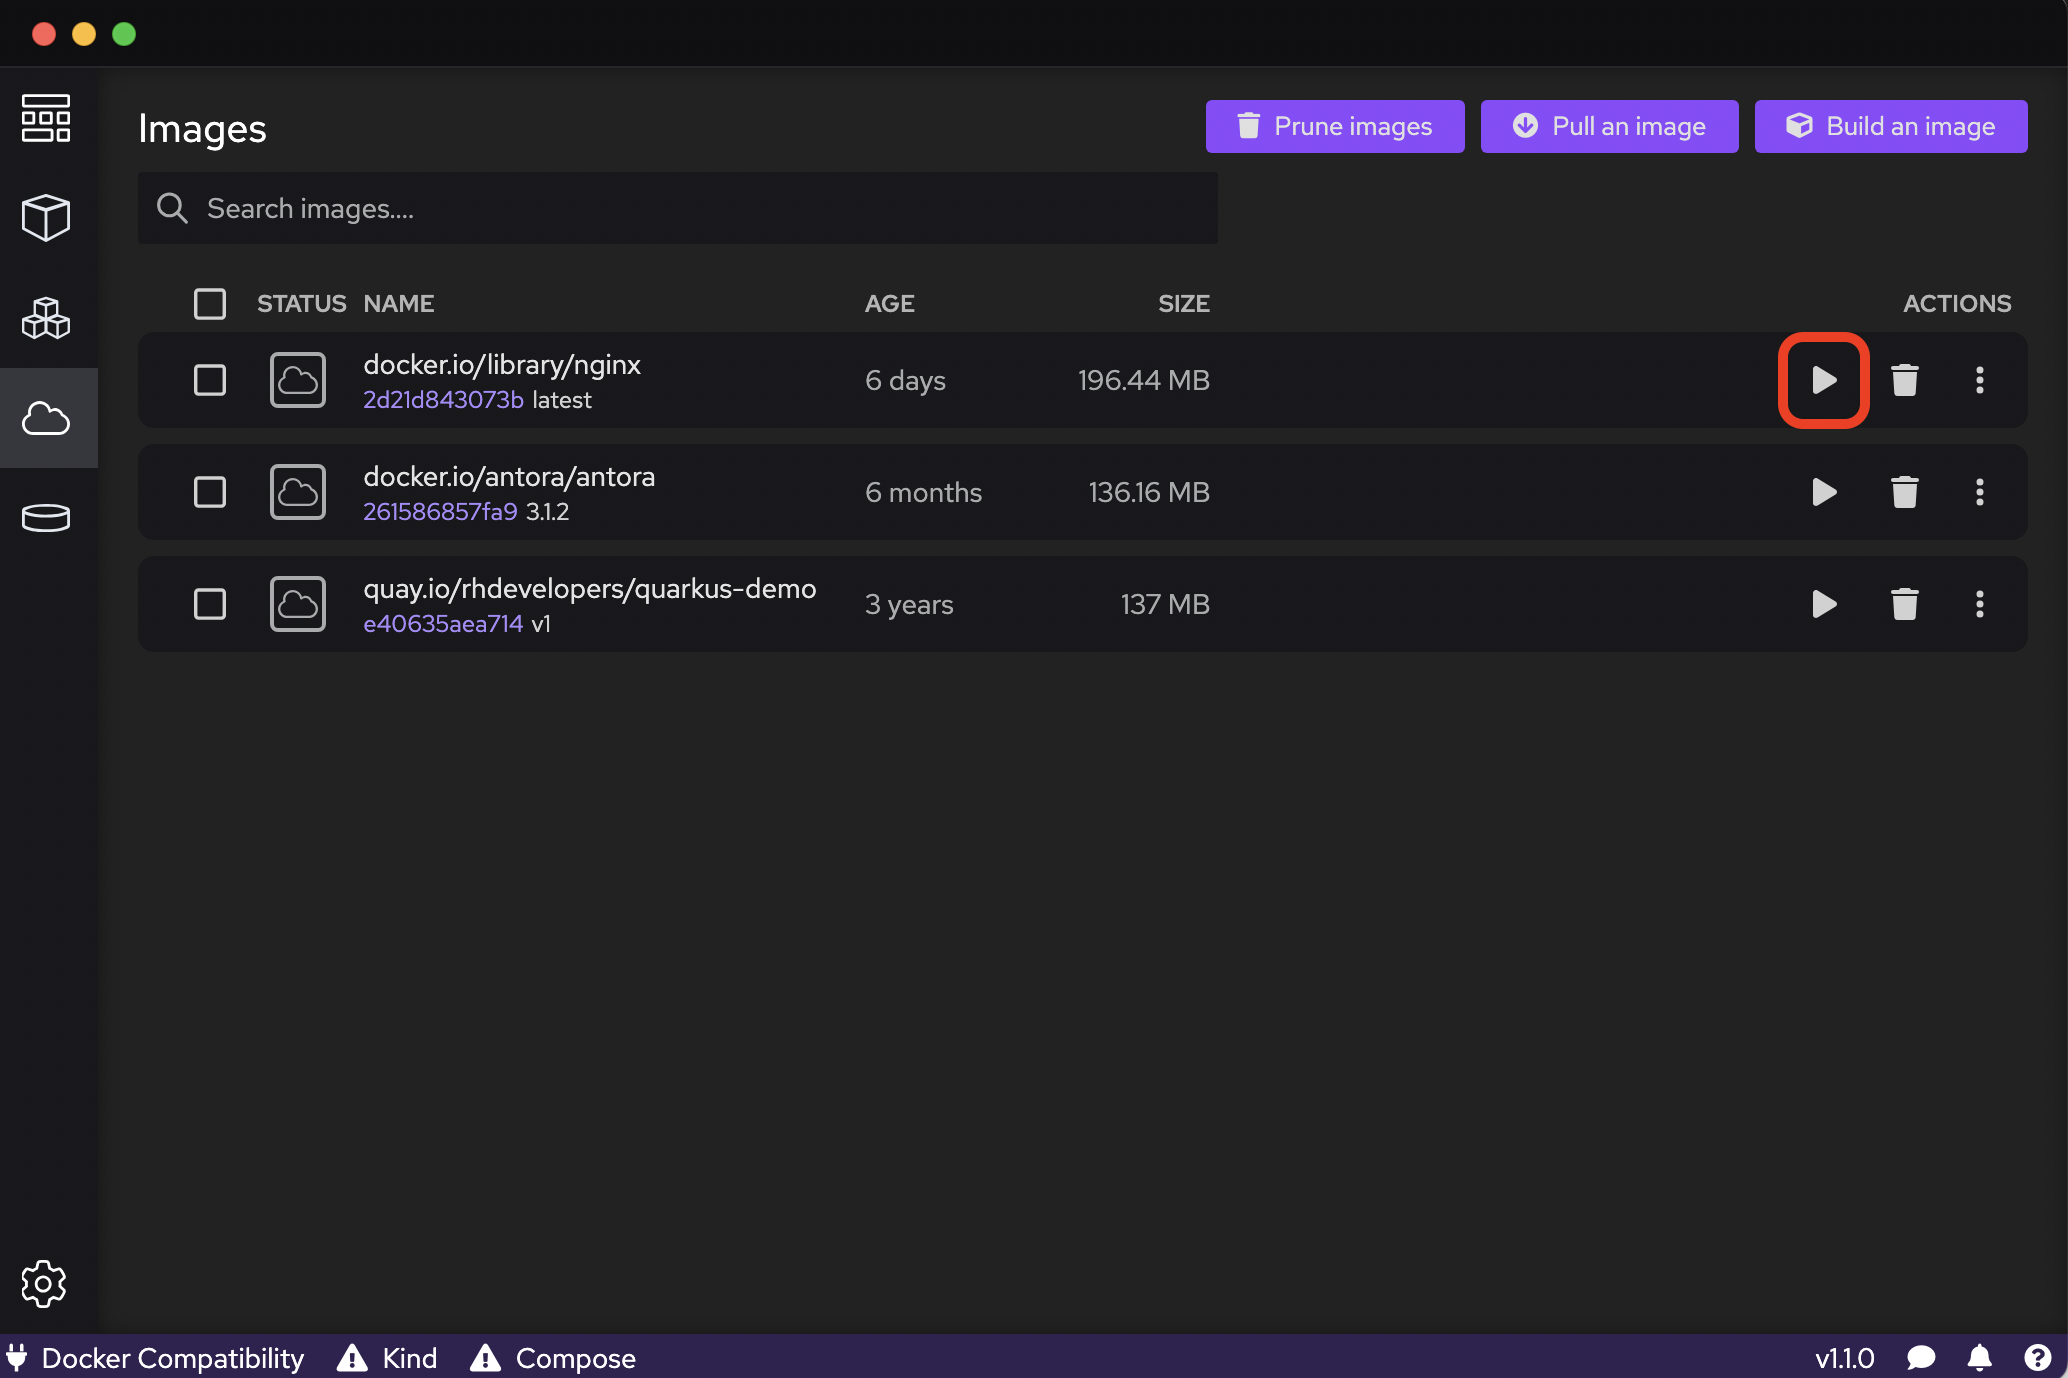 Images
Prune images
Pull an image
Build an image
Search images....
STATUS NAME AGE SIZE ACTIONS
docker.io/library/nginx
2d21d843073b latest
6 days
196.44 MB
docker.io/antora/antora
261586857fa9 3.1.2
6 months
136.16 MB
quay.io/rhdevelopers/quarkus-demo
e40635aea714 v1
3 years
137 MB
Docker Compatibility
Kind
Compose
v1.1.0